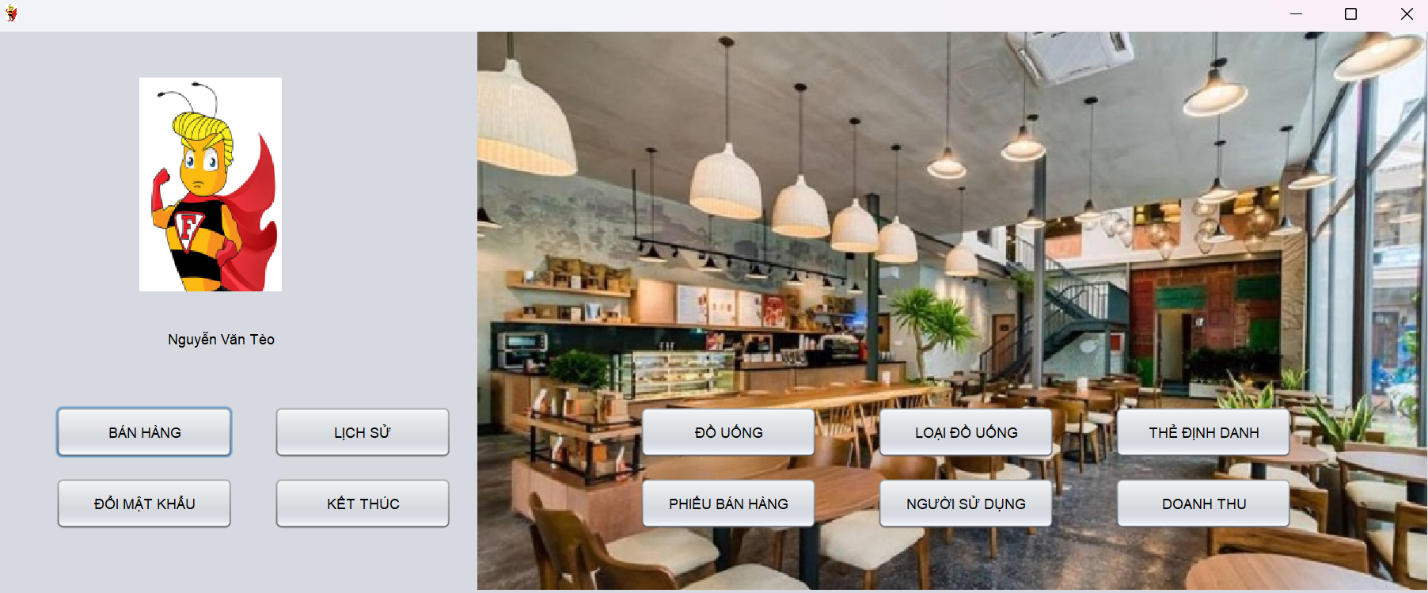 F
Nguyễn Văn Tèo
BÁN HÀNG
LỊCH SỬ
ĐỒ UỐNG
LOẠI ĐỒ UỐNG
THẺ ĐỊNH DANH
ĐỔI MẬT KHẨU
KẾT THÚC
PHIẾU BÁN HÀNG
NGƯỜI SỬ DỤNG
DOANH THU